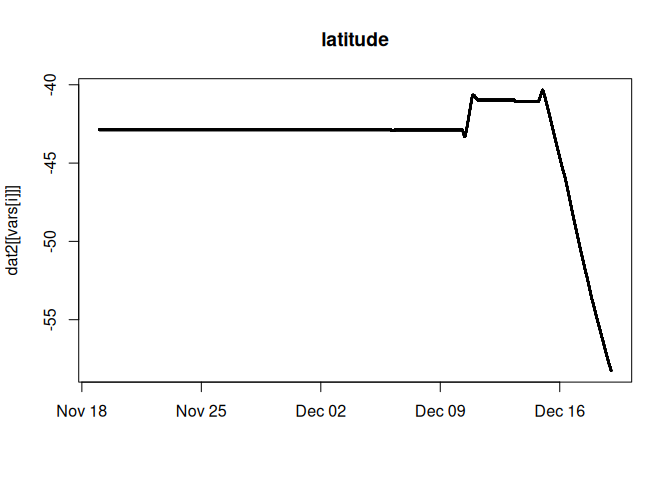 latitude
dat2[[vars[i]]]
-40
-45
-50
-55
Nov 18
Nov 25
Dec 02
Dec 09
Dec 16